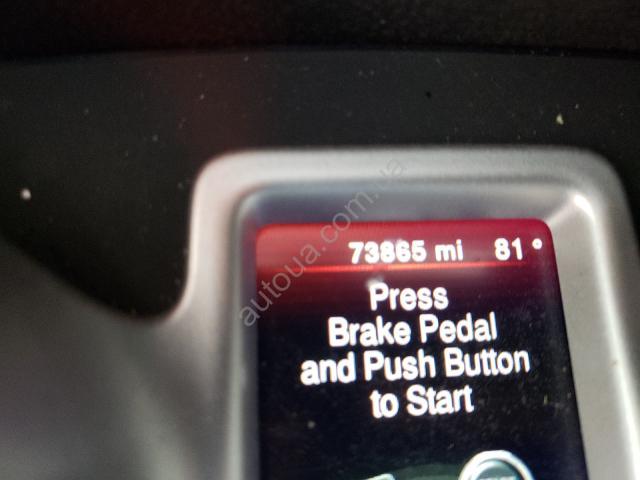 73865 mi 81°
Press
Brake Pedal
and Push Button
to Start
autoua.com.ua